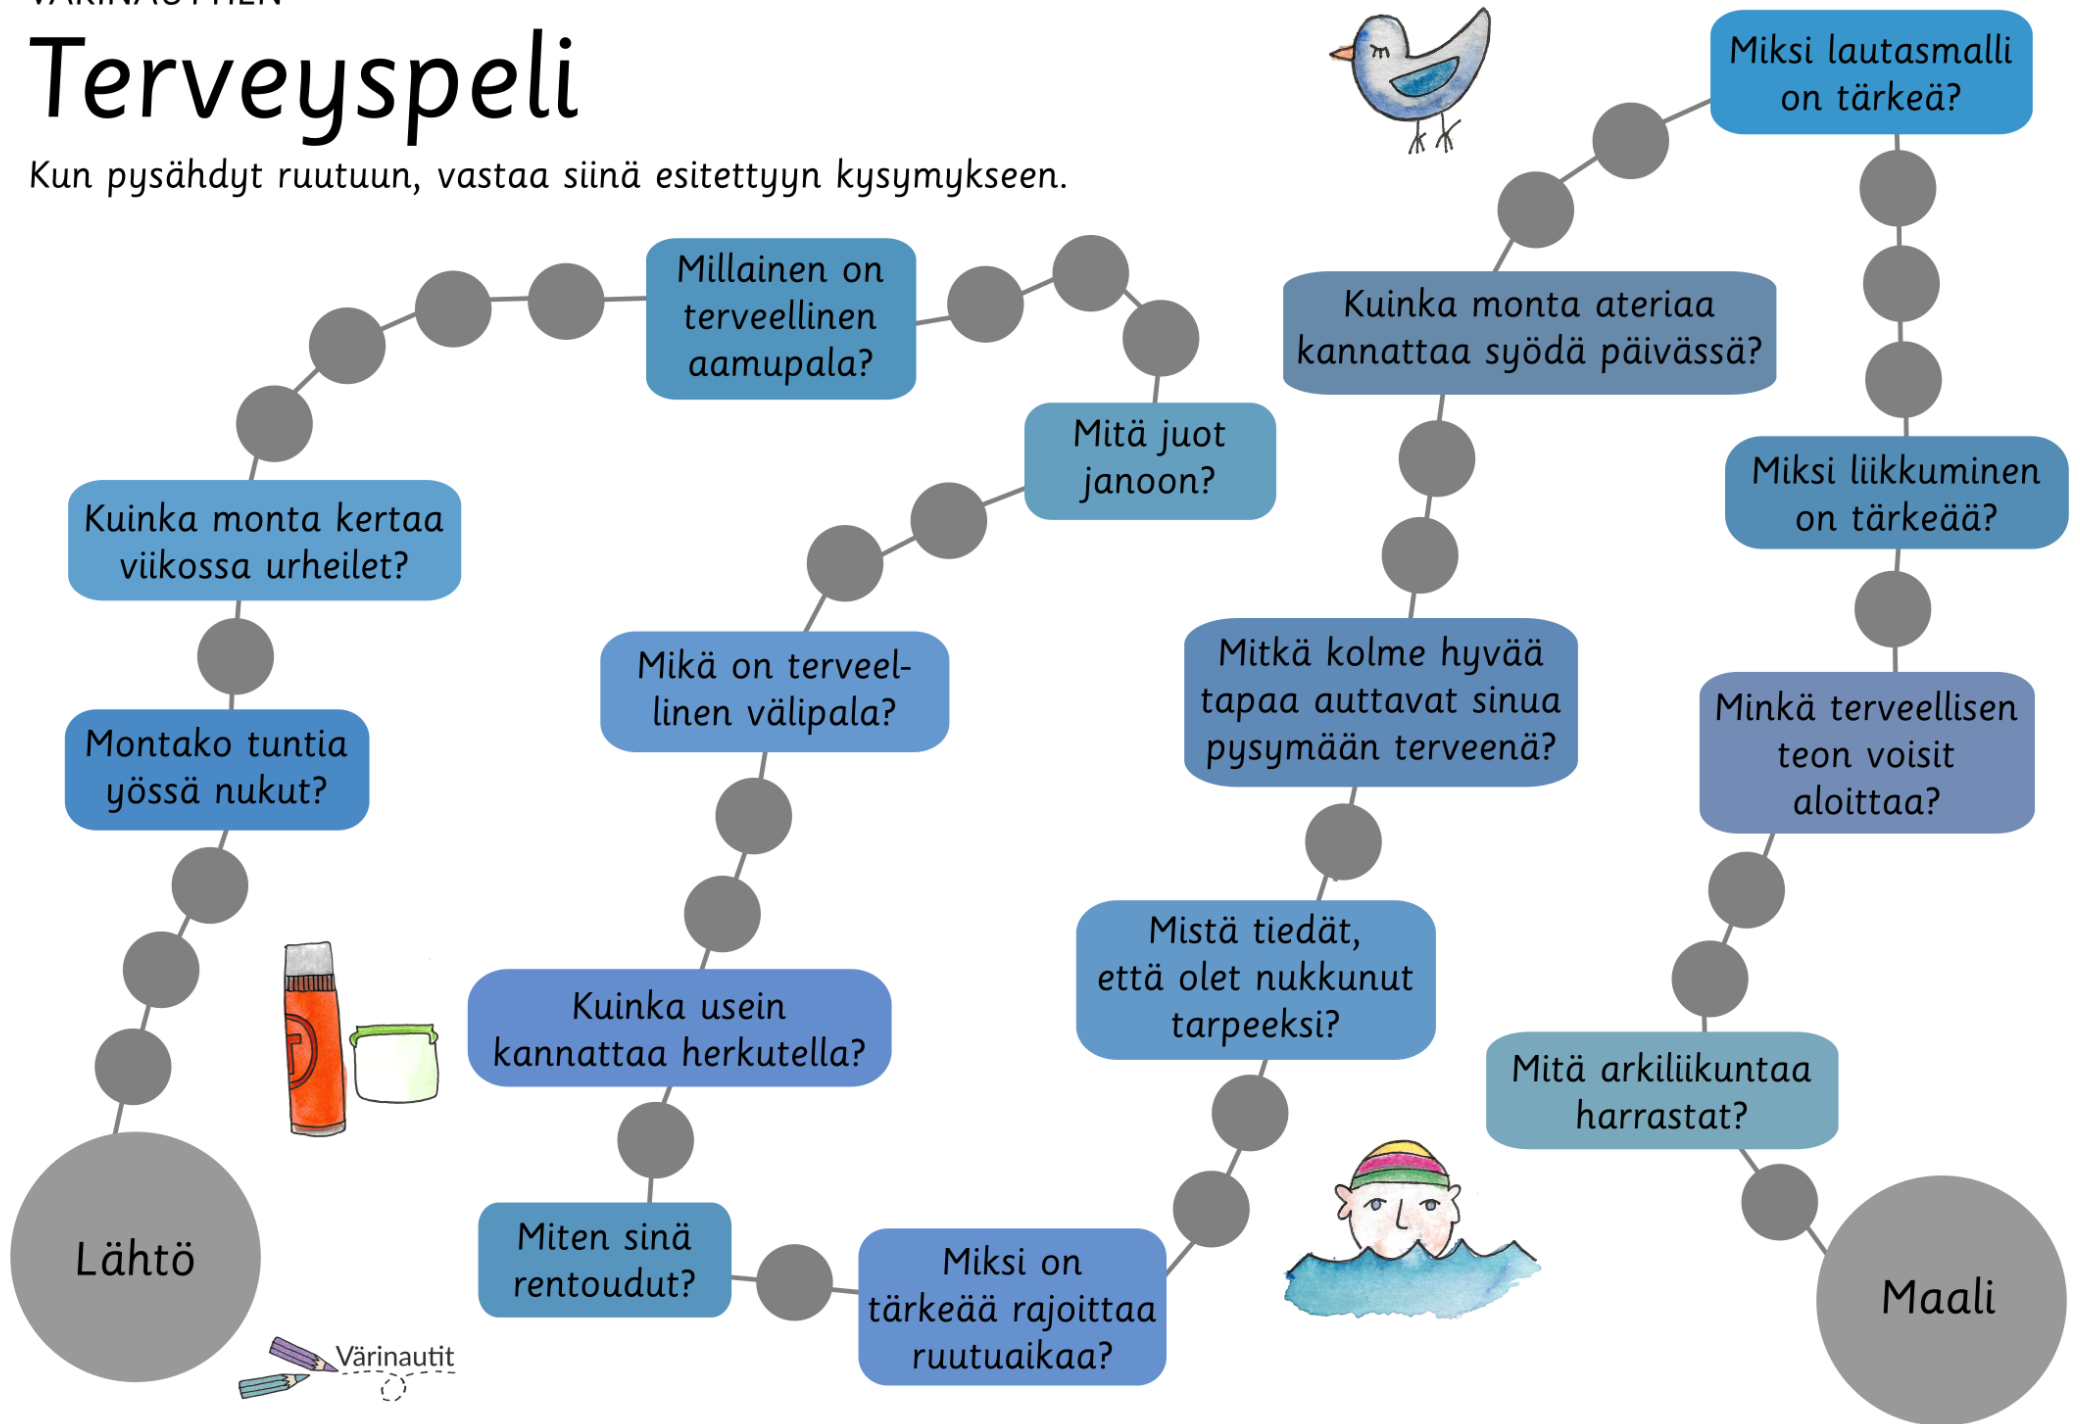 Terveyspeli
Kun pysähdyt ruutuun, vastaa siinä esitettyyn kysymykseen.
Lähtö
Montako tuntia
yössä nukut?
Kuinka monta kertaa
viikossa urheilet?
Millainen on
terveellinen
aamupala?
Mitä juot
janoon?
Mikä on terveel-
linen välipala?
Kuinka usein
kannattaa herkutella?
Miten sinä
rentoudut?
Miksi on
tärkeää rajoittaa
ruutuaikaa?
Mistä tiedät,
että olet nukkunut
tarpeeksi?
Mitkä kolme hyvää
tapaa auttavat sinua
pysymään terveenä?
Kuinka monta ateriaa
kannattaa syödä päivässä?
Miksi lautasmalli
on tärkeä?
Miksi liikkuminen
on tärkeää?
Minkä terveellisen
teon voisit
aloittaa?
Mitä arkiliikuntaa
harrastat?
Maali
Värinautit